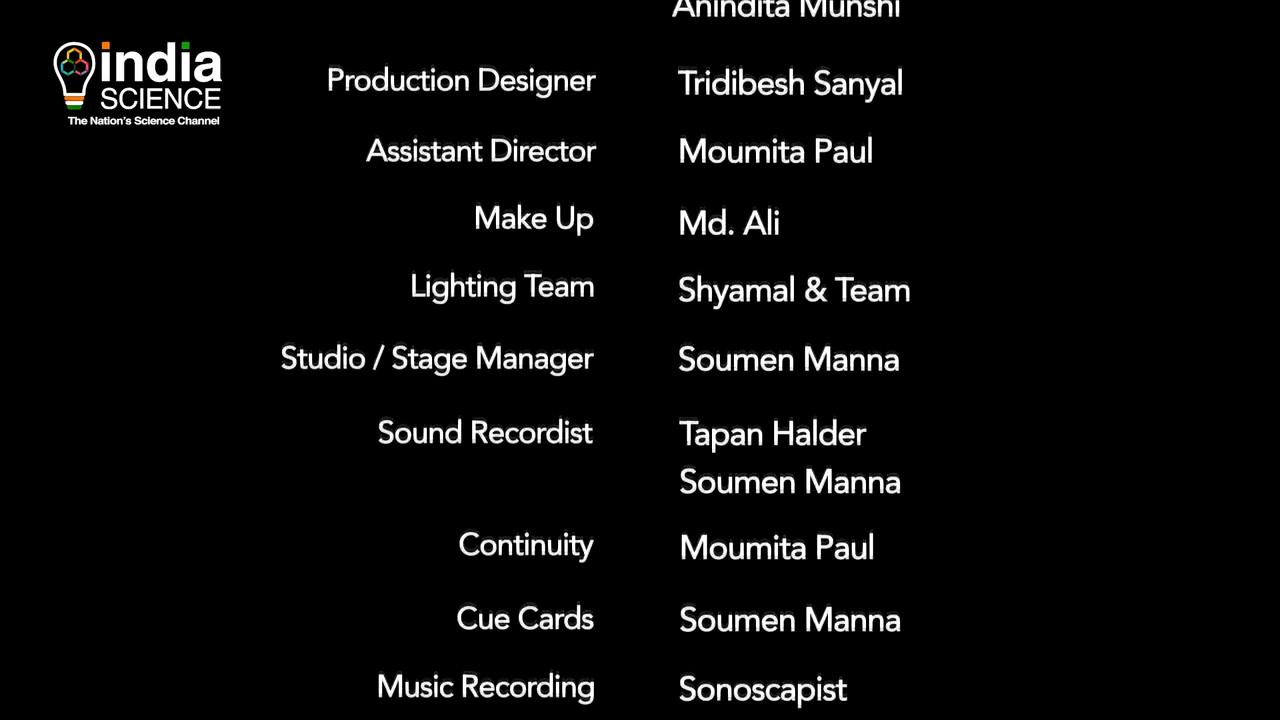 Anindita Munshi
india
SCIENCE
The Nation's Science Channel
Production Designer Tridibesh Sanyal
Assistant Director Moumita Paul
Make Up Md. Ali
Lighting Team Shyamal & Team
Studio / Stage Manager Soumen Manna
Sound Recordist Tapan Halder
Soumen Manna
Continuity Moumita Paul
Cue Cards Soumen Manna
Music Recording Sonoscapist